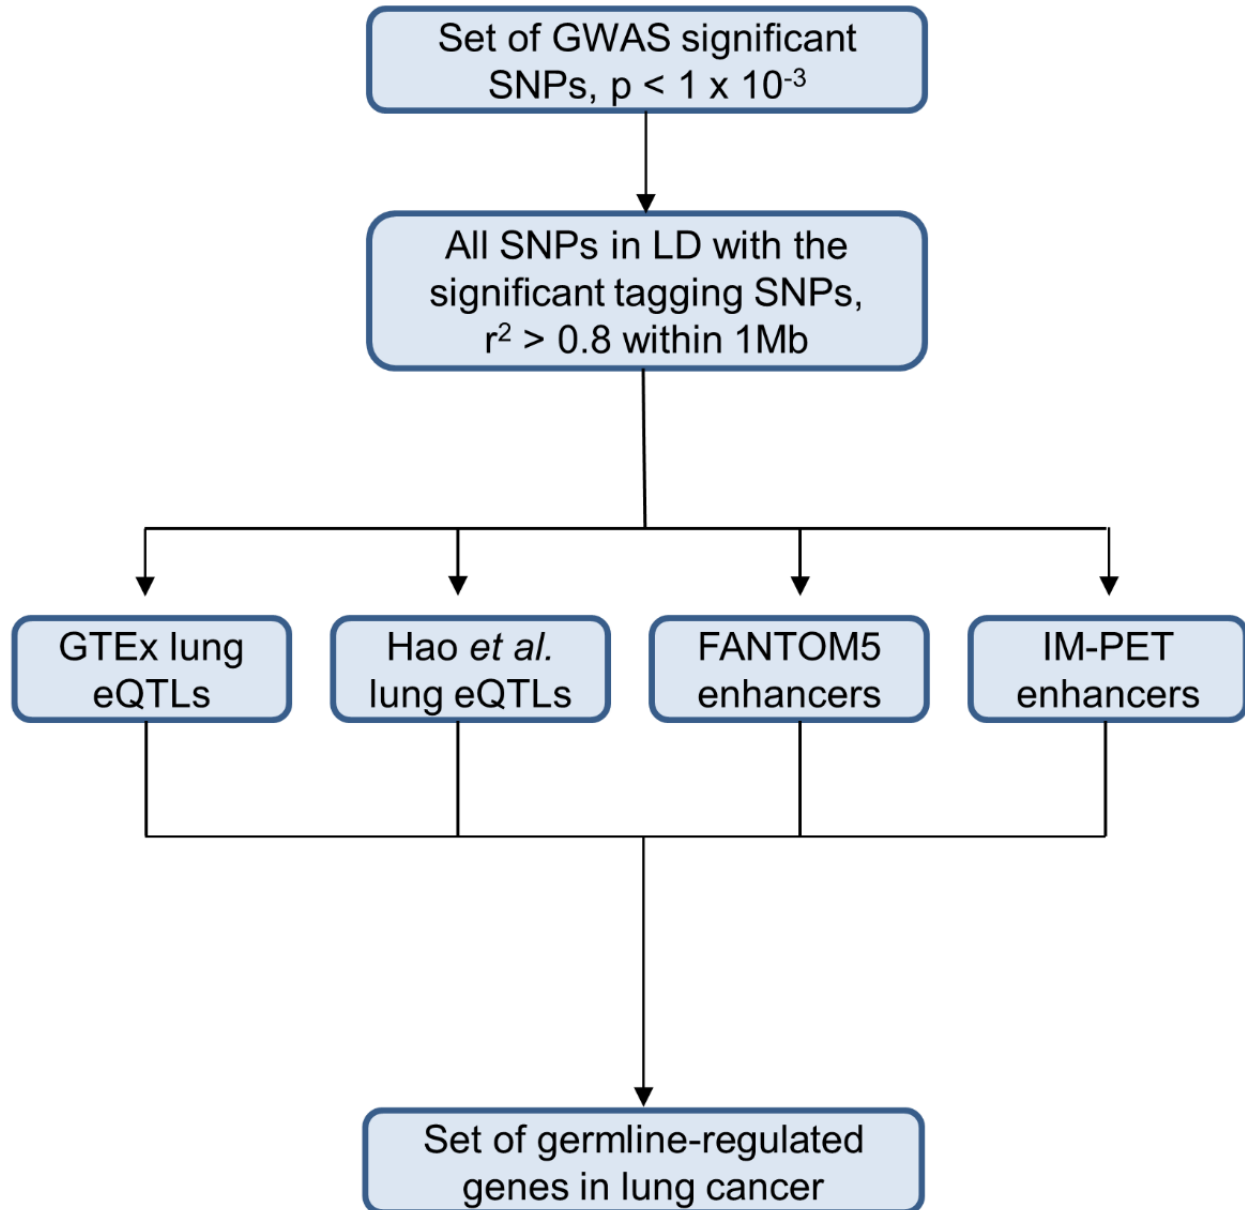 Set of GWAS significant
SNPs, p < 1 x 10⁻³
All SNPs in LD with the
significant tagging SNPs,
r² > 0.8 within 1Mb
GTEx lung
eQTLs
Hao et al.
lung eQTLs
FANTOM5
enhancers
IM-PET
enhancers
Set of germline-regulated
genes in lung cancer